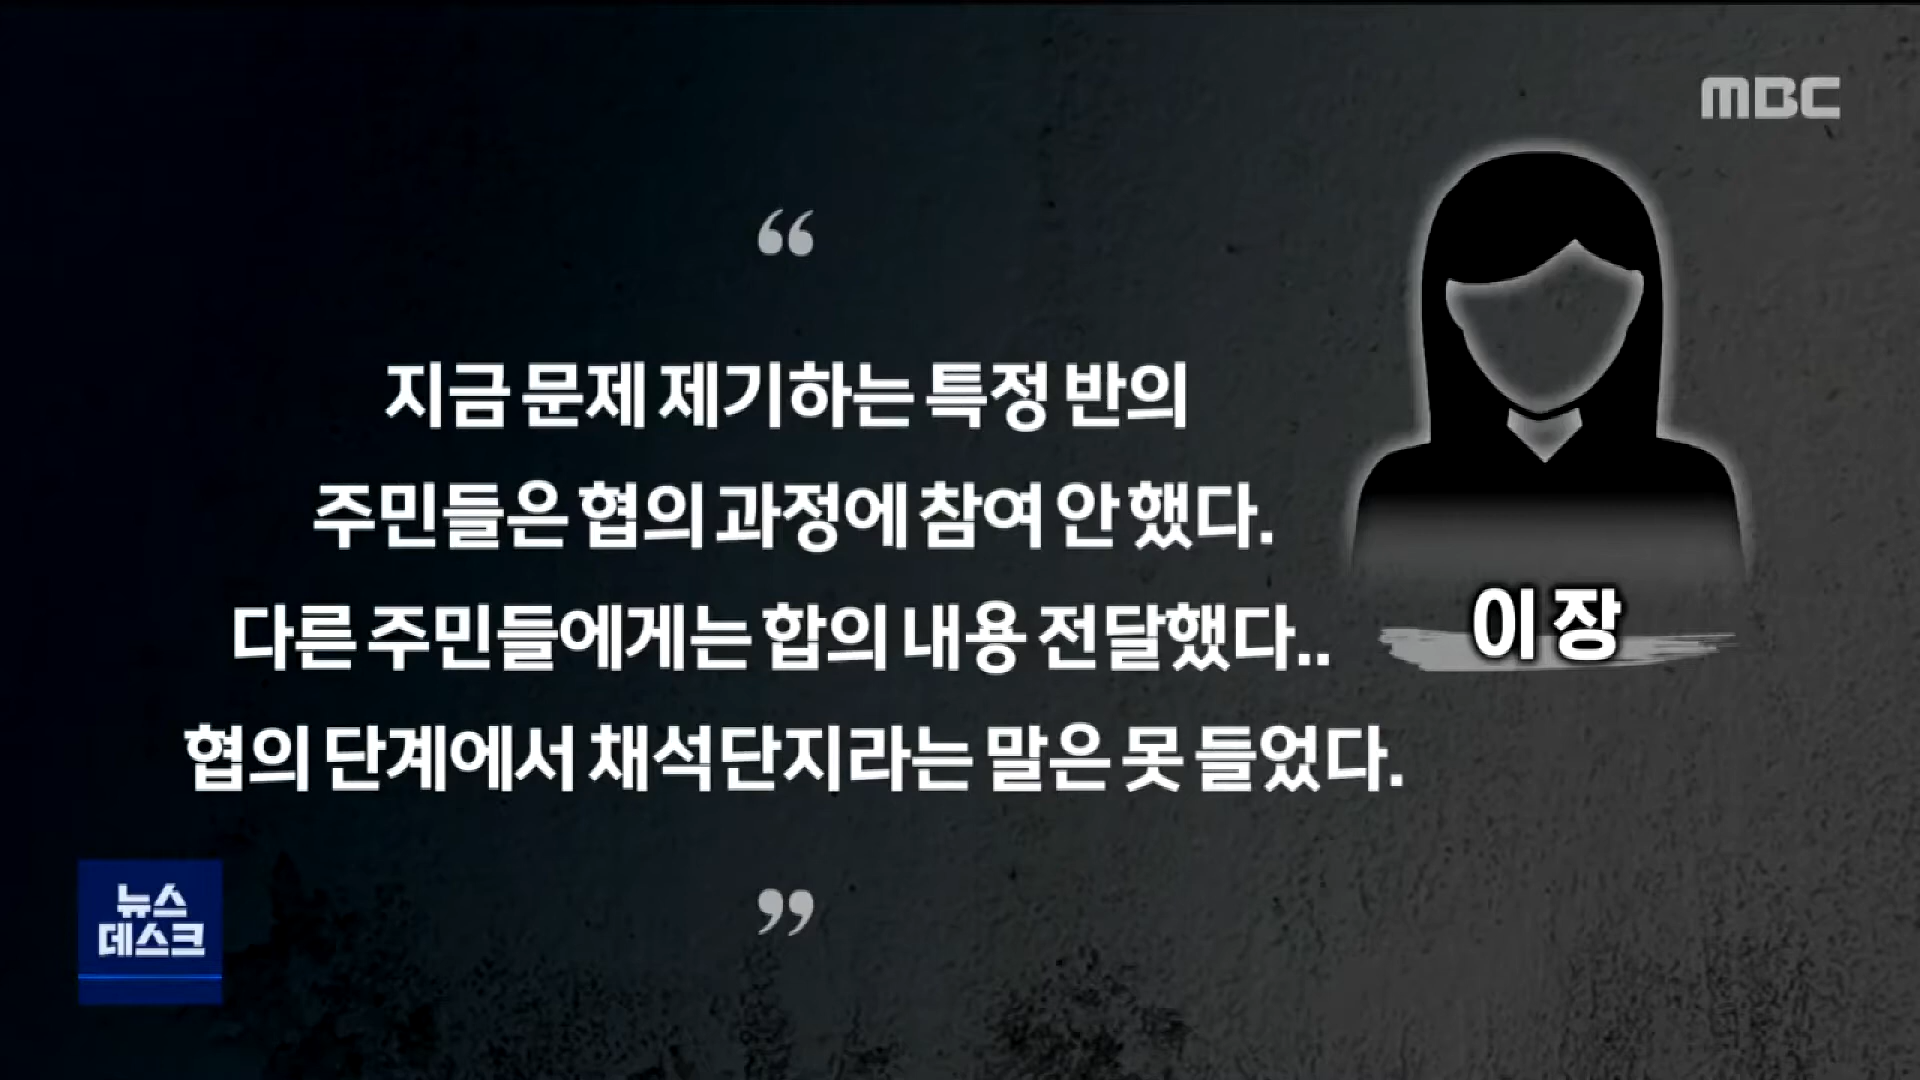 MBC
“
지금 문제 제기하는 특정 반의
주민들은 협의 과정에 참여 안 했다.
다른 주민들에게는 합의 내용 전달했다..
협의 단계에서 채석단지라는 말은 못 들었다.
”
이장
뉴스
데스크